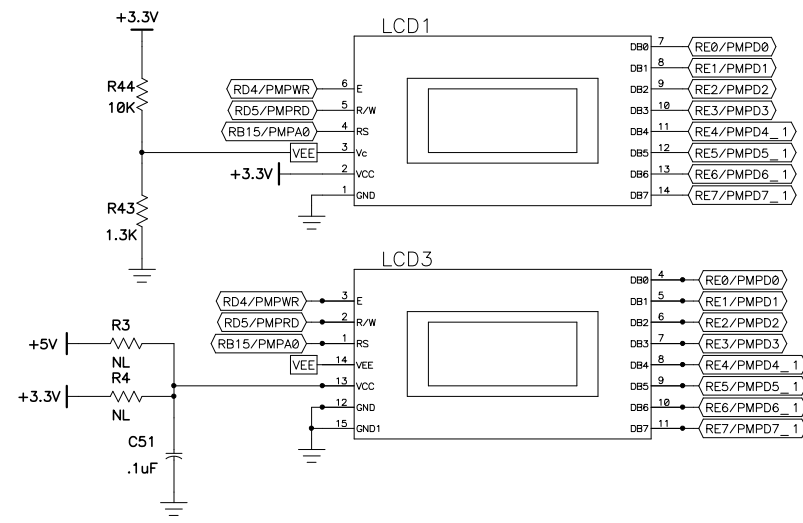 +3.3V
R44
10K
R43
1.3K
LCD1
RD4/PMPWR 6 E
RD5/PMPRD 5 R/W
RB15/PMPA0 4 RS
VEE 3 Vc
+3.3V 2 VCC
1 GND
DB0 7 RE0/PMPD0
DB1 8 RE1/PMPD1
DB2 9 RE2/PMPD2
DB3 10 RE3/PMPD3
DB4 11 RE4/PMPD4_1
DB5 12 RE5/PMPD5_1
DB6 13 RE6/PMPD6_1
DB7 14 RE7/PMPD7_1
LCD3
RD4/PMPWR 3 E
RD5/PMPRD 2 R/W
RB15/PMPA0 1 RS
VEE 14 VEE
13 VCC
12 GND
15 GND1
DB0 4 RE0/PMPD0
DB1 5 RE1/PMPD1
DB2 6 RE2/PMPD2
DB3 7 RE3/PMPD3
DB4 8 RE4/PMPD4_1
DB5 9 RE5/PMPD5_1
DB6 10 RE6/PMPD6_1
DB7 11 RE7/PMPD7_1
R3
+5V
NL
R4
+3.3V
NL
C51
.1uF